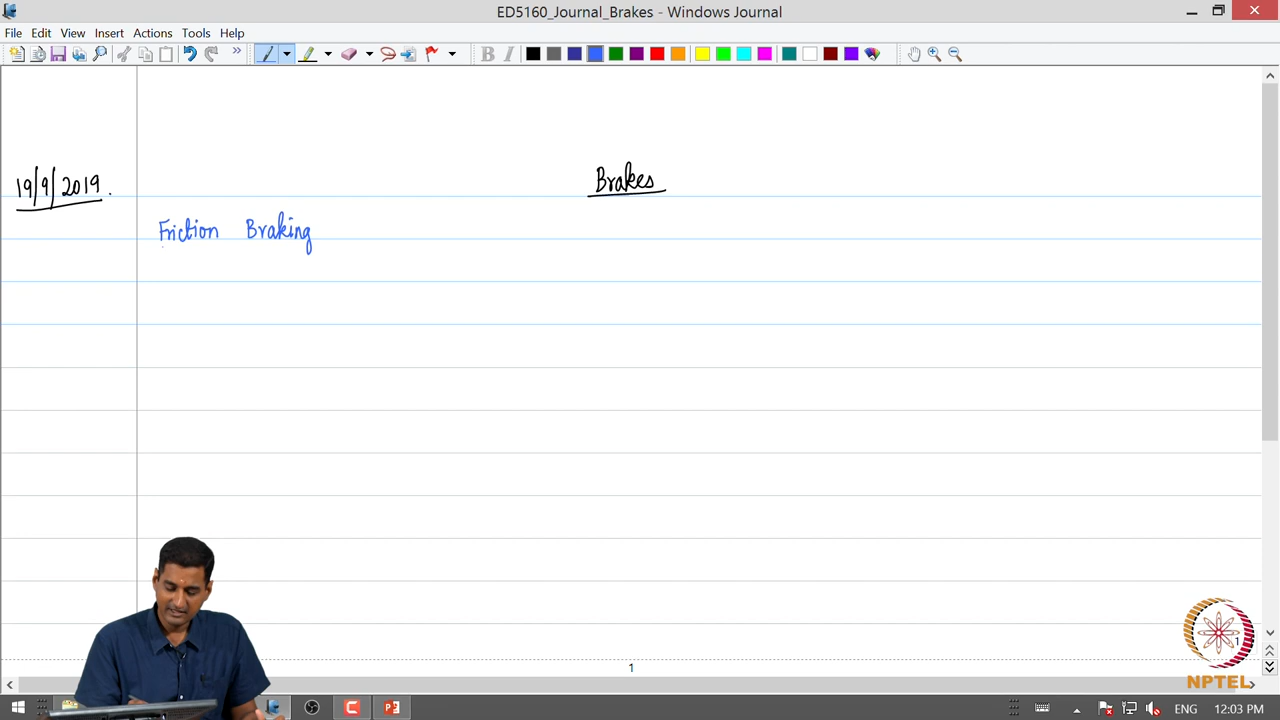 ED5160_Journal_Brakes - Windows Journal
File Edit View Insert Actions Tools Help
» B I
19/9/2019.
Brakes
Friction Braking
1
1
NPTEL
ENG 12:03 PM